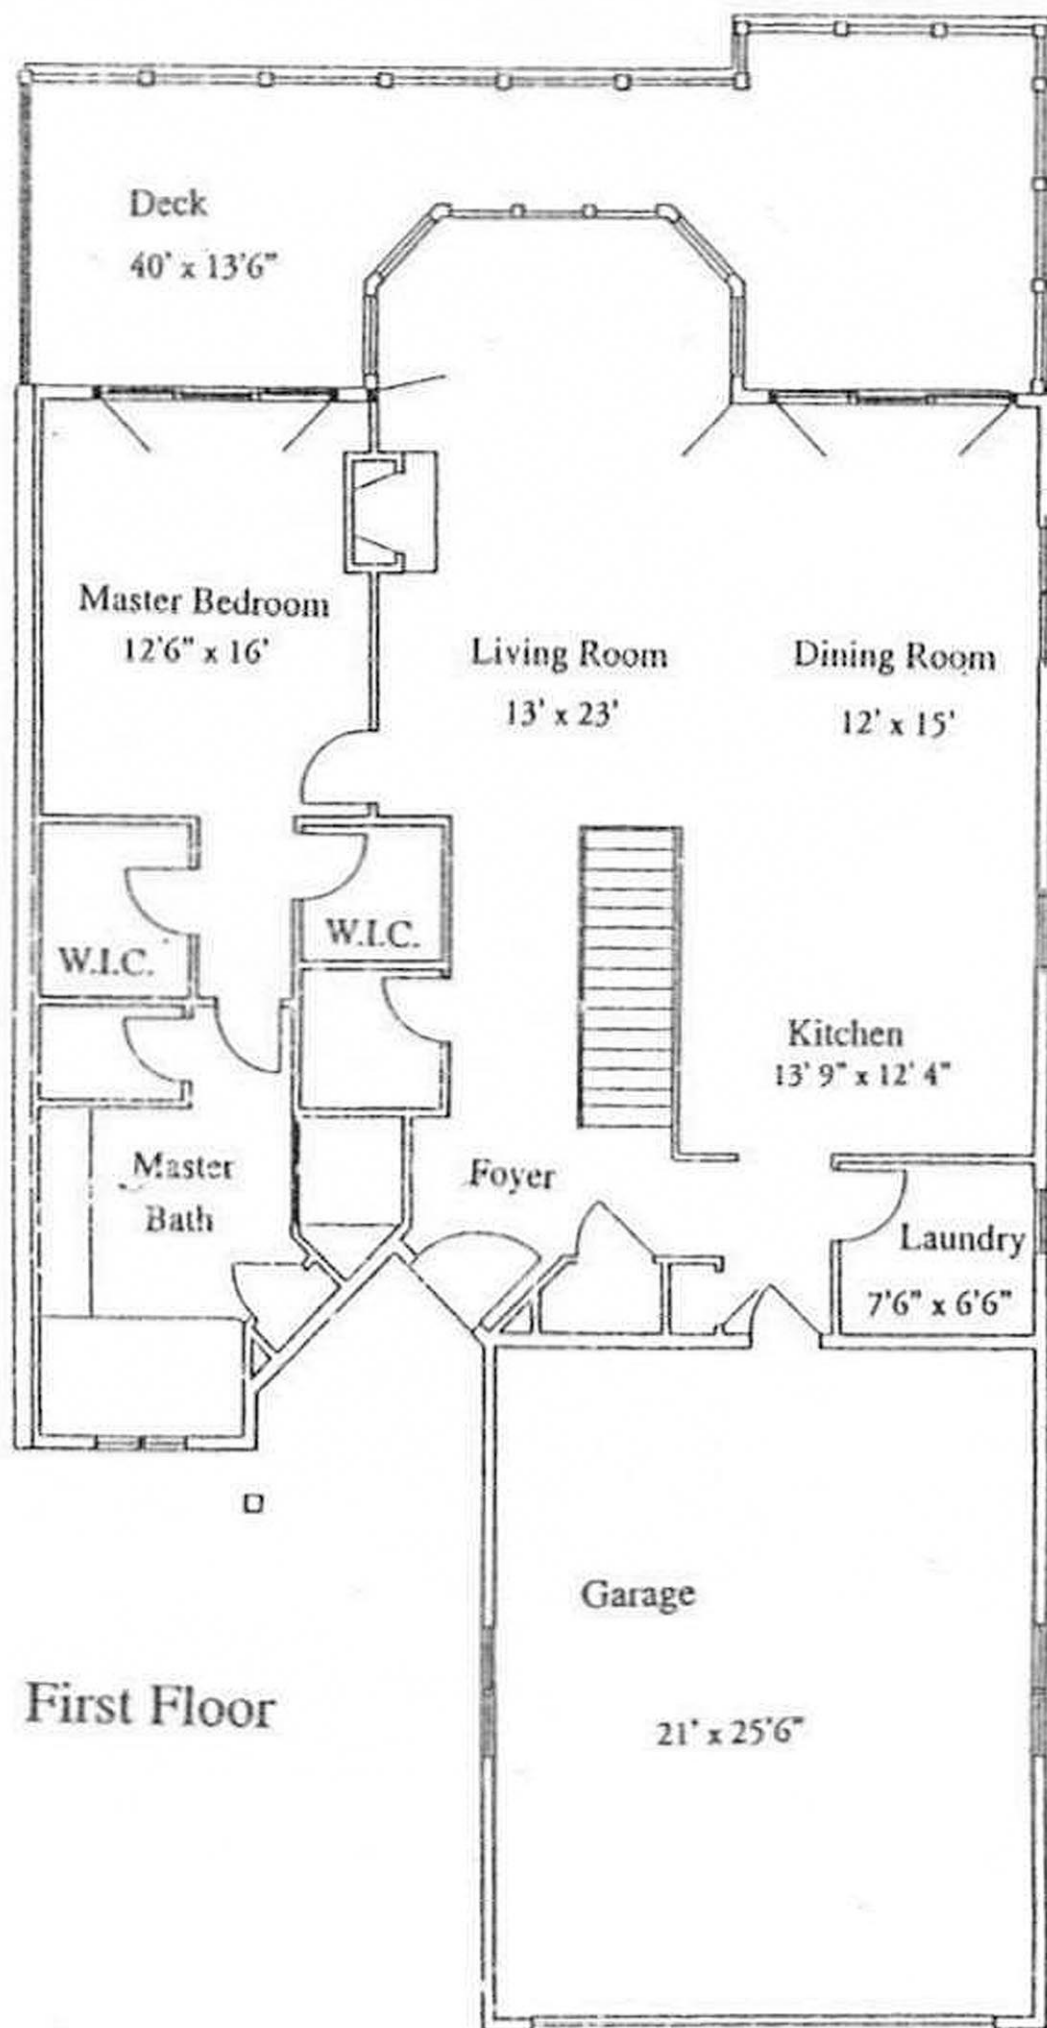 Deck
40' x 13'6"
Master Bedroom
12'6" x 16'
Living Room
13' x 23'
Dining Room
12' x 15'
W.I.C.
W.I.C.
Kitchen
13' 9" x 12' 4"
Master
Bath
Foyer
Laundry
7'6" x 6'6"
Garage
21' x 25'6"
First Floor